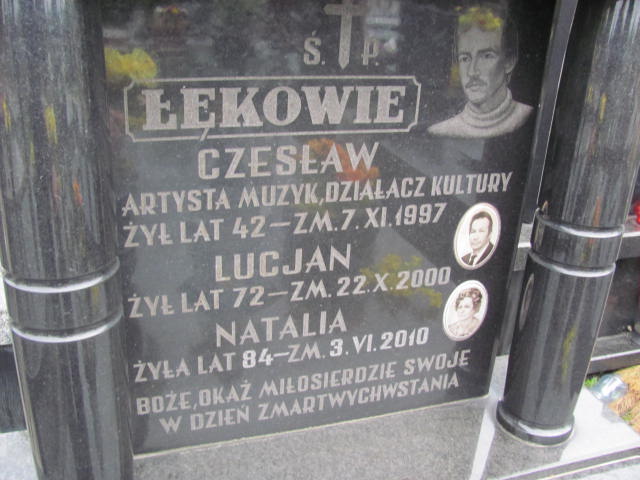 Ś. P.
ŁĘKOWIE
CZESŁAW
ARTYSTA MUZYK, DZIAŁACZ KULTURY
ŻYŁ LAT 42 – ZM. 7. XI. 1997
LUCJAN
ŻYŁ LAT 72 – ZM. 22. X. 2000
NATALIA
ŻYŁA LAT 84 – ZM. 3. VI. 2010
BOŻE, OKAŻ MIŁOSIERDZIE SWOJE
W DZIEŃ ZMARTWYCHWSTANIA